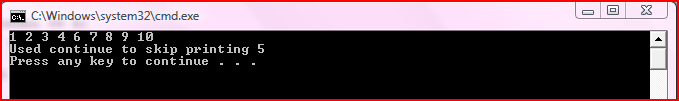 C:\Windows\system32\cmd.exe
1 2 3 4 6 7 8 9 10
Used continue to skip printing 5
Press any key to continue . . .